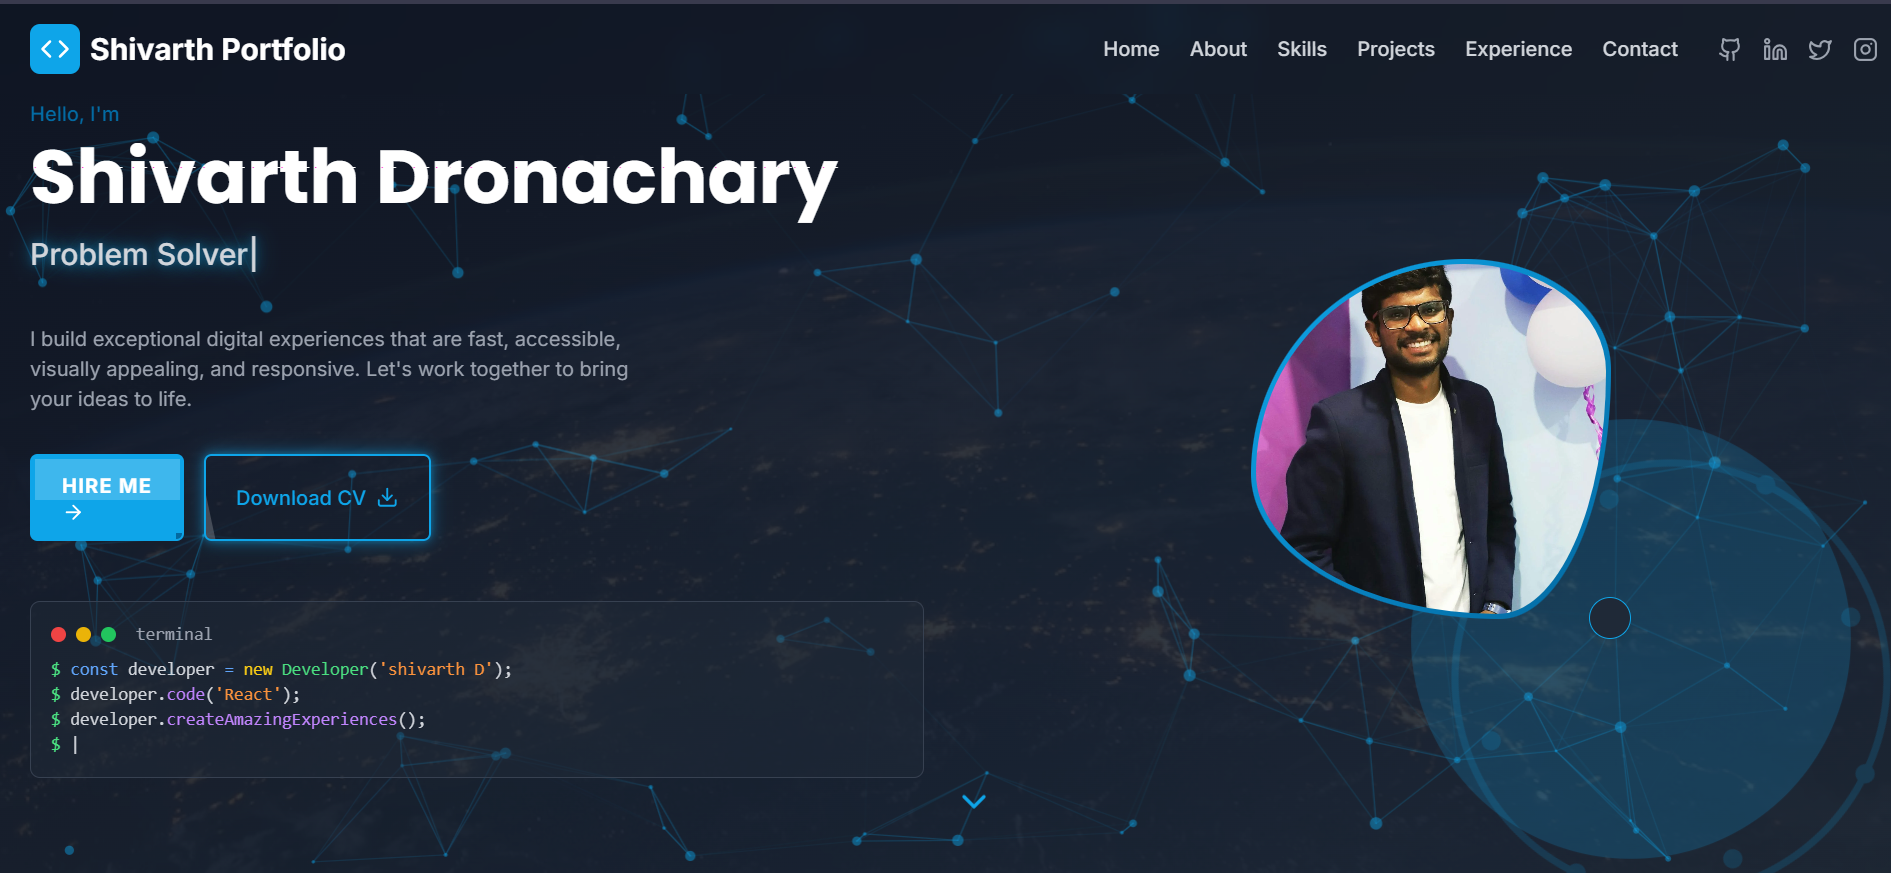 Shivarth Portfolio
Home About Skills Projects Experience Contact
Hello, I'm
Shivarth Dronachary
Problem Solver|
I build exceptional digital experiences that are fast, accessible,
visually appealing, and responsive. Let's work together to bring
your ideas to life.
HIRE ME
→
Download CV
terminal
$ const developer = new Developer('shivarth D');
$ developer.code('React');
$ developer.createAmazingExperiences();
$ |